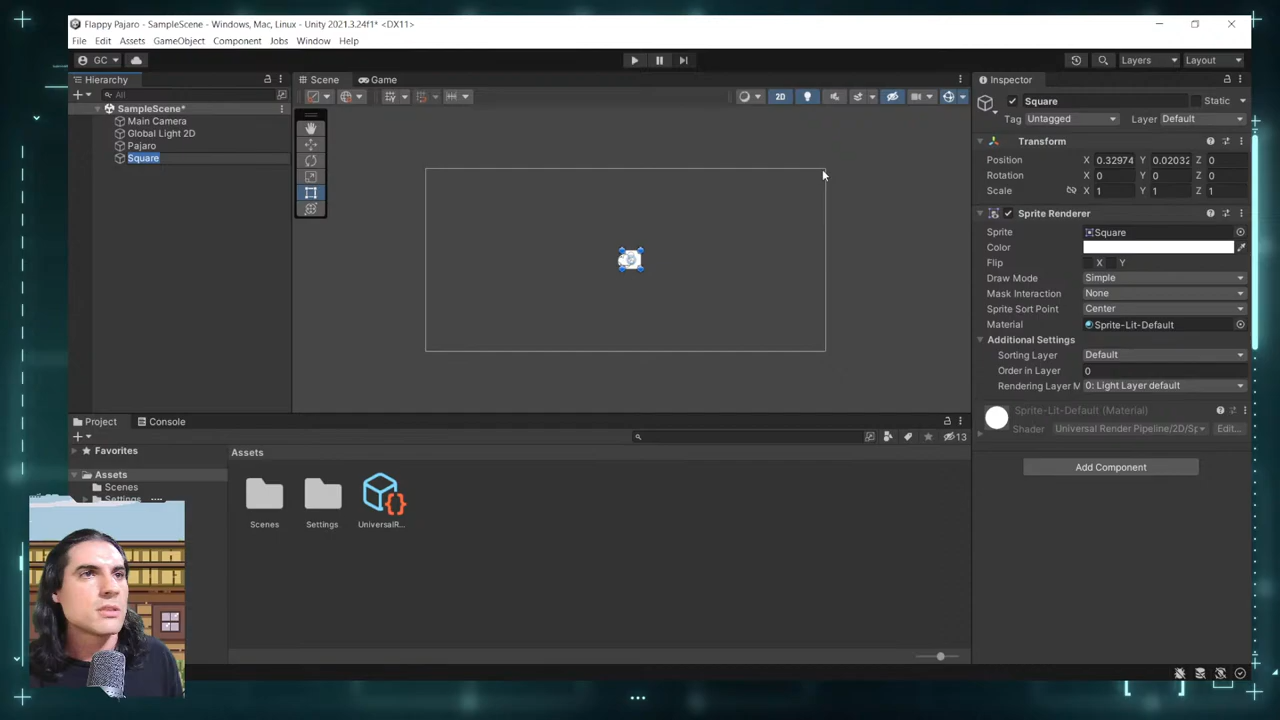 Flappy Pajaro - SampleScene - Windows, Mac, Linux - Unity 2021.3.24f1* <DX11>
File Edit Assets GameObject Component Jobs Window Help
GC
Layers
Layout
Hierarchy
All
SampleScene*
Main Camera
Global Light 2D
Pajaro
Square
Scene
Game
2D
Inspector
Square
Static
Tag Untagged
Layer Default
Transform
Position X 0.32974 Y 0.02032 Z 0
Rotation X 0 Y 0 Z 0
Scale X 1 Y 1 Z 1
Sprite Renderer
Sprite Square
Color
Flip X Y
Draw Mode Simple
Mask Interaction None
Sprite Sort Point Center
Material Sprite-Lit-Default
Additional Settings
Sorting Layer Default
Order in Layer 0
Rendering Layer M 0: Light Layer default
Sprite-Lit-Default (Material)
Shader Universal Render Pipeline/2D/Sp Edit...
Add Component
Project
Console
13
Favorites
Assets
Scenes
Settings
Assets
Scenes
Settings
UniversalR...